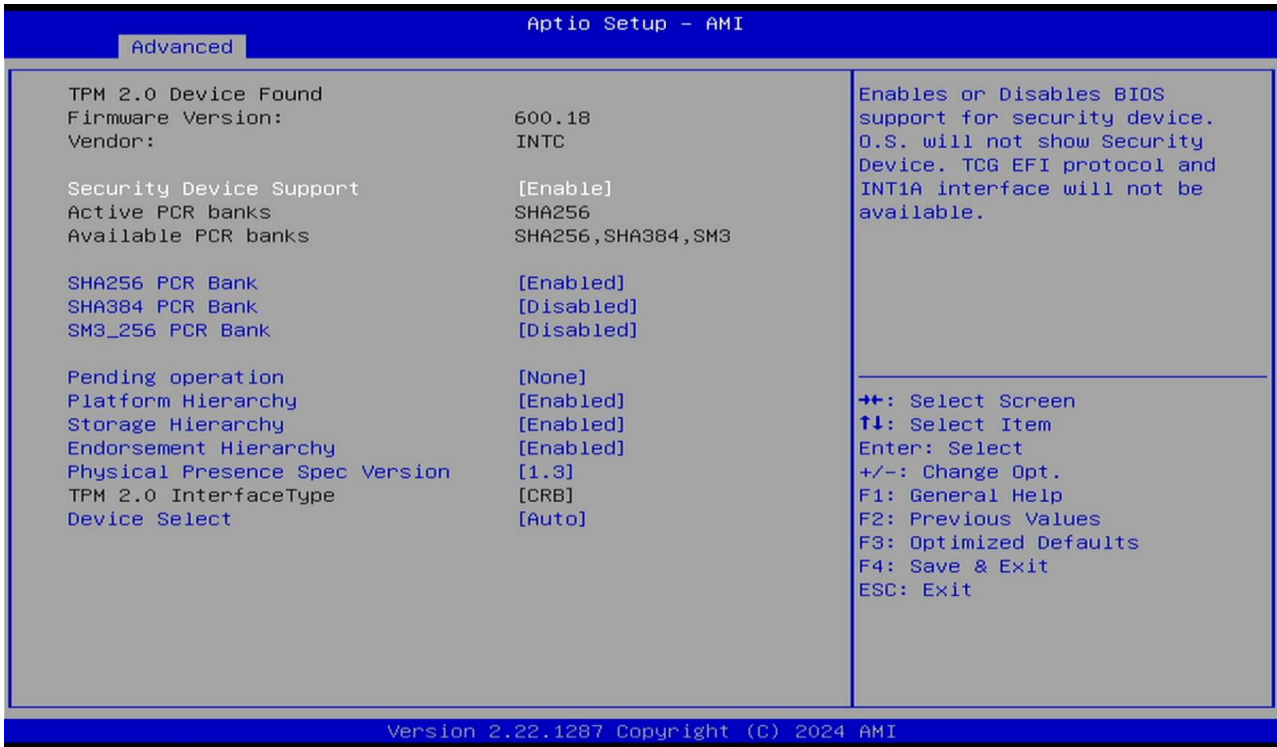 Aptio Setup – AMI
Advanced
TPM 2.0 Device Found
Firmware Version: 600.18
Vendor: INTC
Security Device Support [Enable]
Active PCR banks SHA256
Available PCR banks SHA256,SHA384,SM3
SHA256 PCR Bank [Enabled]
SHA384 PCR Bank [Disabled]
SM3_256 PCR Bank [Disabled]
Pending operation [None]
Platform Hierarchy [Enabled]
Storage Hierarchy [Enabled]
Endorsement Hierarchy [Enabled]
Physical Presence Spec Version [1.3]
TPM 2.0 InterfaceType [CRB]
Device Select [Auto]
Enables or Disables BIOS
support for security device.
O.S. will not show Security
Device. TCG EFI protocol and
INT1A interface will not be
available.
→←: Select Screen
↑↓: Select Item
Enter: Select
+/-: Change Opt.
F1: General Help
F2: Previous Values
F3: Optimized Defaults
F4: Save & Exit
ESC: Exit
Version 2.22.1287 Copyright (C) 2024 AMI